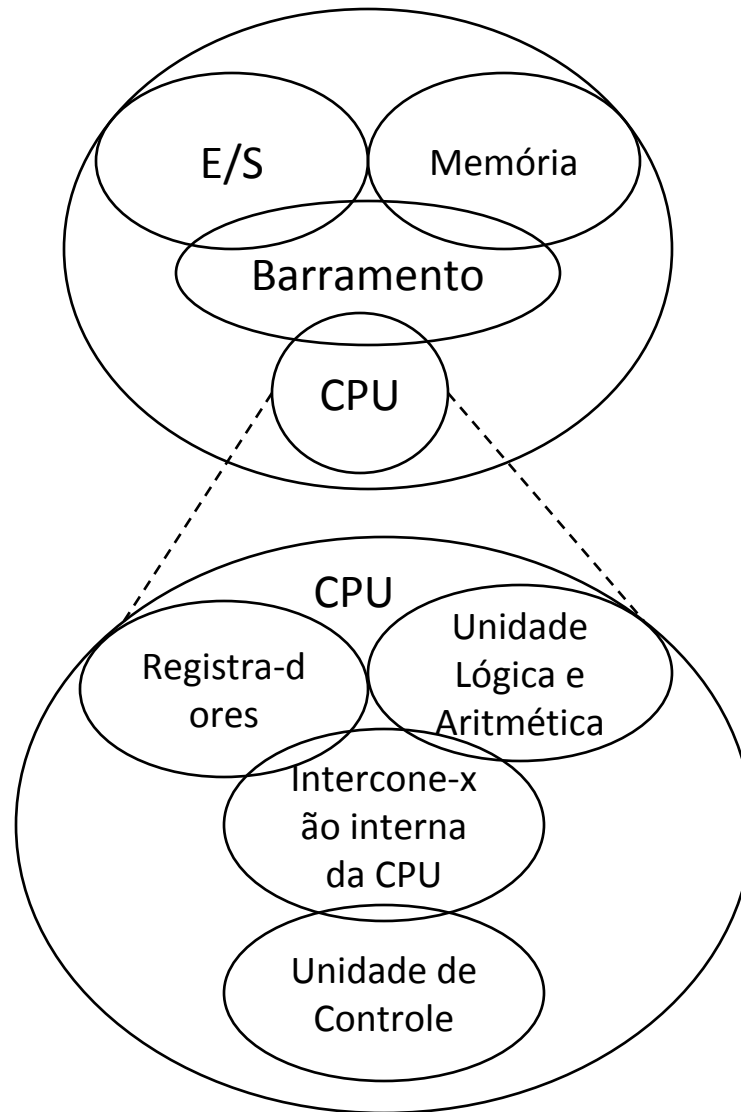 E/S
Memória
Barramento
CPU
CPU
Registra-d
ores
Unidade
Lógica e
Aritmética
Intercone-x
ão interna
da CPU
Unidade de
Controle